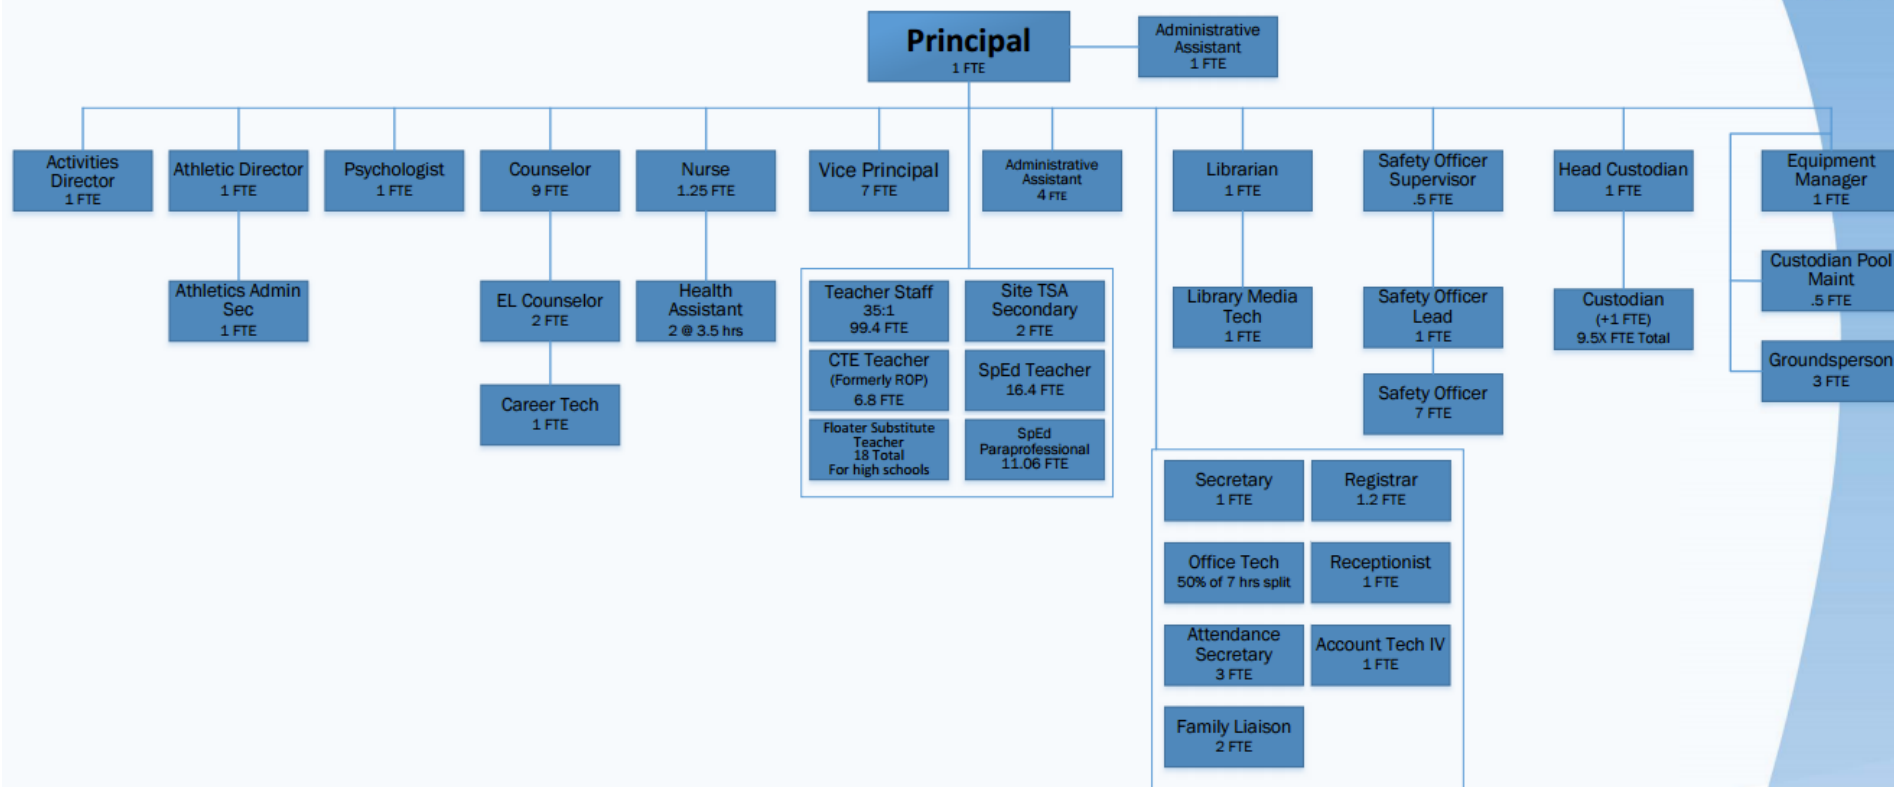 Principal
1 FTE
Administrative
Assistant
1 FTE
Activities
Director
1 FTE
Athletic Director
1 FTE
Psychologist
1 FTE
Counselor
9 FTE
Nurse
1.25 FTE
Vice Principal
7 FTE
Administrative
Assistant
4 FTE
Librarian
1 FTE
Safety Officer
Supervisor
.5 FTE
Head Custodian
1 FTE
Equipment
Manager
1 FTE
Athletics Admin
Sec
1 FTE
EL Counselor
2 FTE
Health
Assistant
2 @ 3.5 hrs
Teacher Staff
35:1
99.4 FTE
Site TSA
Secondary
2 FTE
Library Media
Tech
1 FTE
Safety Officer
Lead
1 FTE
Custodian
(+1 FTE)
9.5X FTE Total
Custodian Pool
Maint
.5 FTE
CTE Teacher
(Formerly ROP)
6.8 FTE
SpEd Teacher
16.4 FTE
Groundsperson
3 FTE
Career Tech
1 FTE
Floater Substitute
Teacher
18 Total
For high schools
SpEd
Paraprofessional
11.06 FTE
Safety Officer
7 FTE
Secretary
1 FTE
Registrar
1.2 FTE
Office Tech
50% of 7 hrs split
Receptionist
1 FTE
Attendance
Secretary
3 FTE
Account Tech IV
1 FTE
Family Liaison
2 FTE